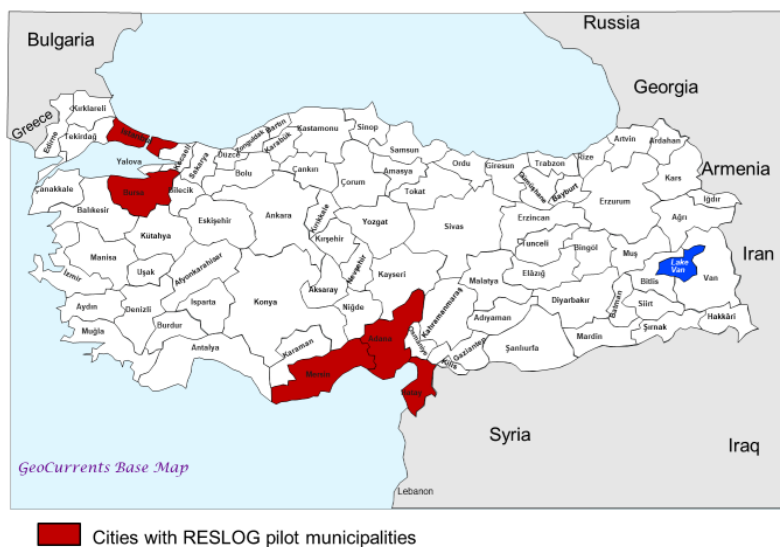 Bulgaria
Russia
Georgia
Greece
Armenia
Iran
Syria
Iraq
Lebanon
Kırklareli
Edirne
Tekirdağ
İstanbul
Yalova
Kocaeli
Sakarya
Düzce
Zonguldak
Bartın
Karabük
Kastamonu
Sinop
Samsun
Ordu
Giresun
Trabzon
Rize
Artvin
Ardahan
Çanakkale
Bursa
Bilecik
Bolu
Çankırı
Çorum
Amasya
Tokat
Gümüşhane
Bayburt
Erzurum
Kars
Iğdır
Ağrı
Balıkesir
Kütahya
Eskişehir
Ankara
Kırıkkale
Kırşehir
Yozgat
Sivas
Erzincan
Tunceli
Bingöl
Muş
Lake
Van
Van
Bitlis
Manisa
İzmir
Uşak
Afyonkarahisar
Aksaray
Nevşehir
Kayseri
Malatya
Elâzığ
Diyarbakır
Batman
Siirt
Hakkâri
Şırnak
Aydın
Denizli
Isparta
Konya
Niğde
Kahramanmaraş
Adıyaman
Mardin
Muğla
Burdur
Antalya
Karaman
Mersin
Adana
Osmaniye
Gaziantep
Kilis
Şanlıurfa
Hatay
GeoCurrents Base Map
Cities with RESLOG pilot municipalities